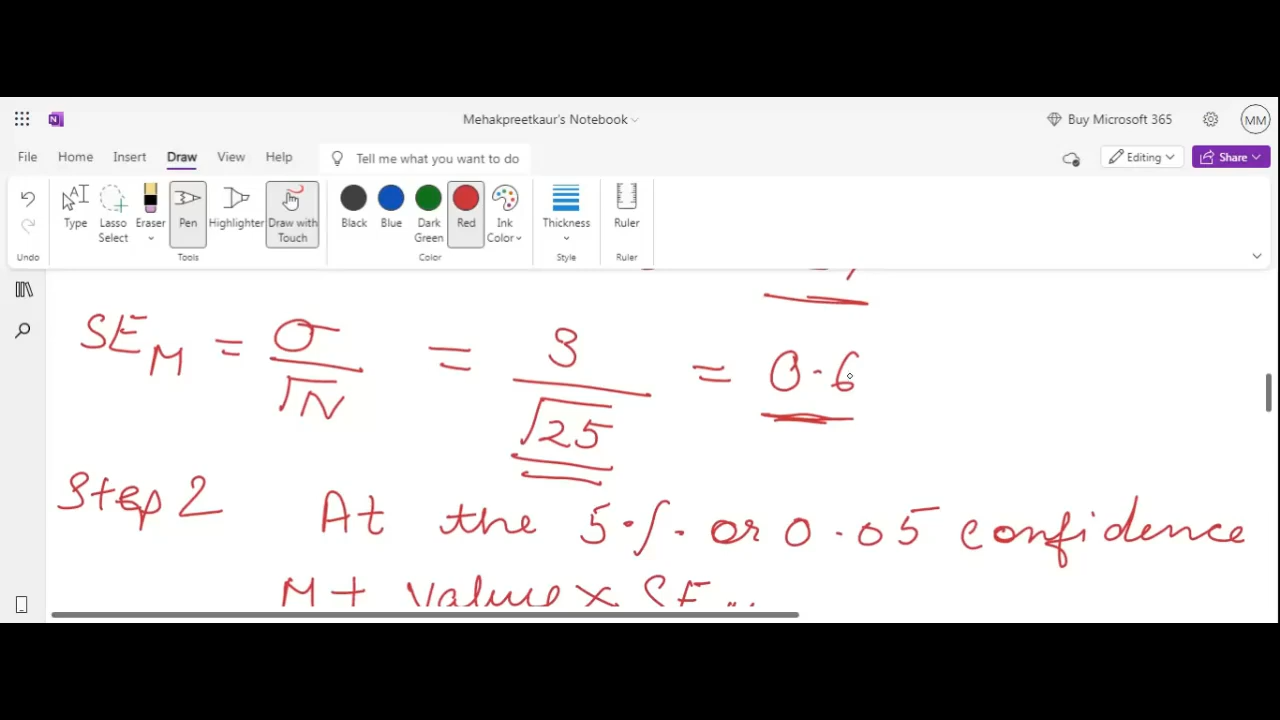 Mehakpreetkaur's Notebook
Buy Microsoft 365
MM
File Home Insert Draw View Help Tell me what you want to do
Editing Share
Type Lasso Select Eraser Pen Highlighter Draw with Touch Black Blue Dark Green Red Ink Color Thickness Ruler
Undo Tools Color Style Ruler
SE_M = σ/√N = 3/√25 = 0.6
Step 2 At the 5% or 0.05 confidence
M ± value × SE